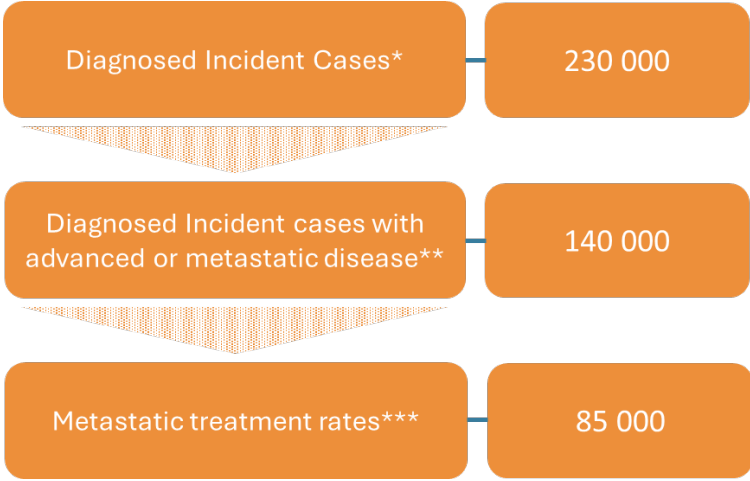 Diagnosed Incident Cases*
230 000
Diagnosed Incident cases with
advanced or metastatic disease**
140 000
Metastatic treatment rates***
85 000